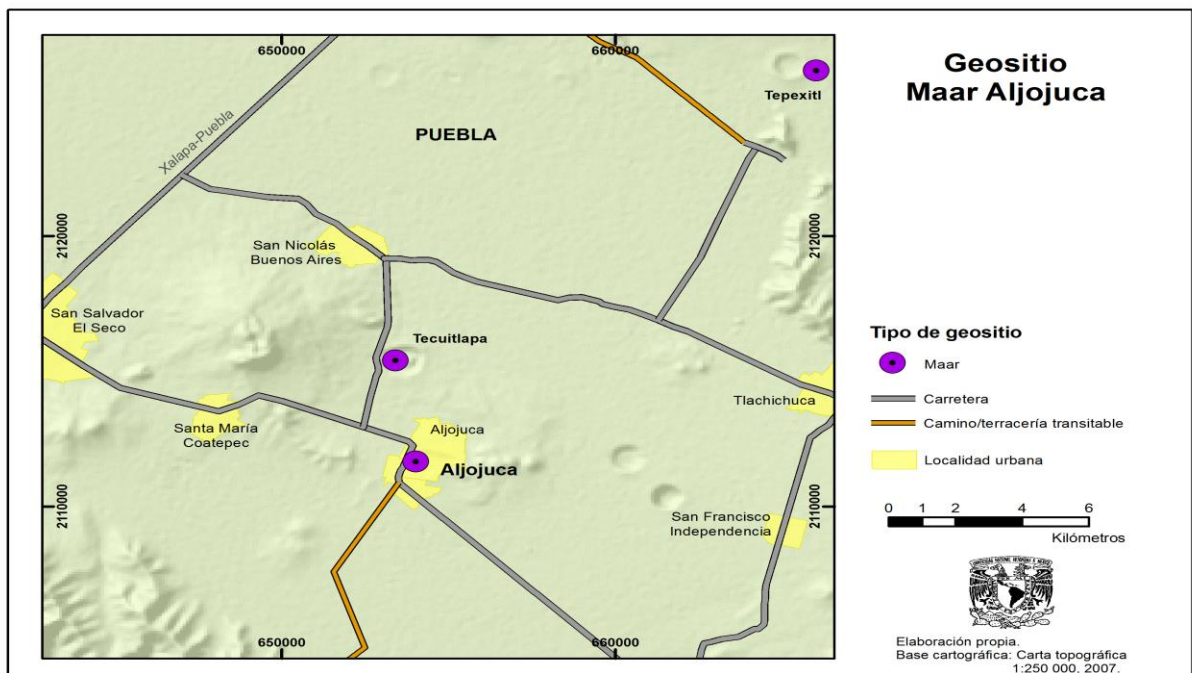 Geositio
Maar Aljojuca
650000
660000
Tepexitl
Xalapa-Puebla
PUEBLA
2120000
2120000
San Nicolás
Buenos Aires
San Salvador
El Seco
Tecuitlapa
Tlachichuca
Santa María
Coatepec
Aljojuca
Aljojuca
2110000
2110000
San Francisco
Independencia
650000
660000
Tipo de geositio
Maar
Carretera
Camino/terracería transitable
Localidad urbana
0 1 2 4 6
Kilómetros
Elaboración propia.
Base cartográfica: Carta topográfica
1:250 000, 2007.